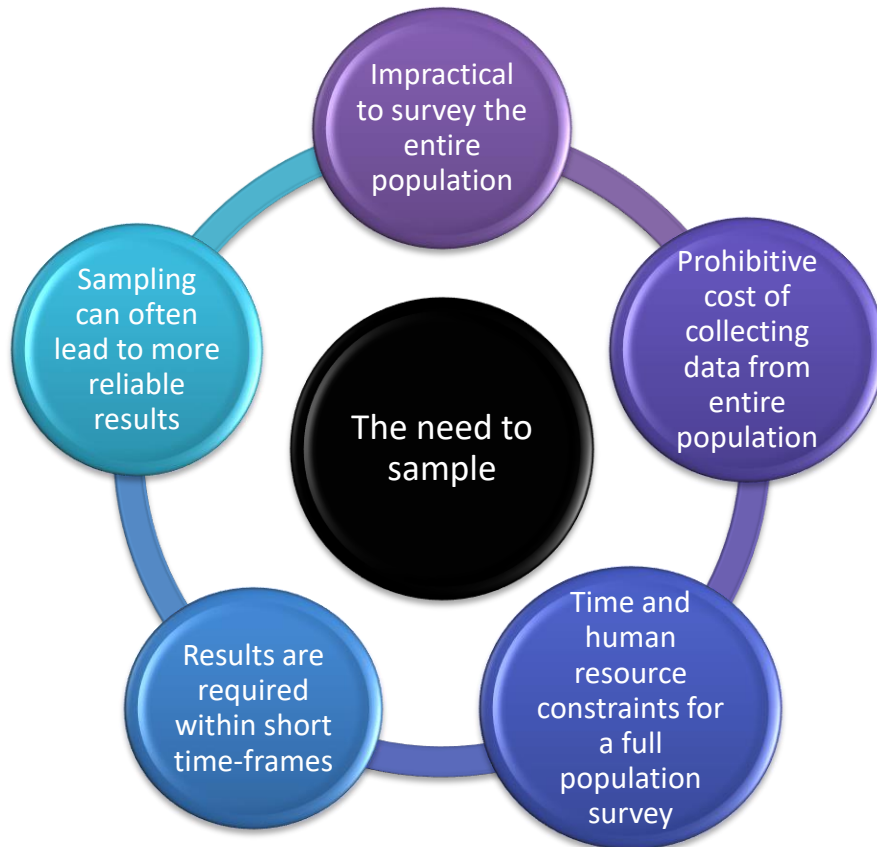 Impractical
to survey the
entire
population
Prohibitive
cost of
collecting
data from
entire
population
Time and
human
resource
constraints for
a full
population
survey
Results are
required
within short
time-frames
Sampling
can often
lead to more
reliable
results
The need to
sample